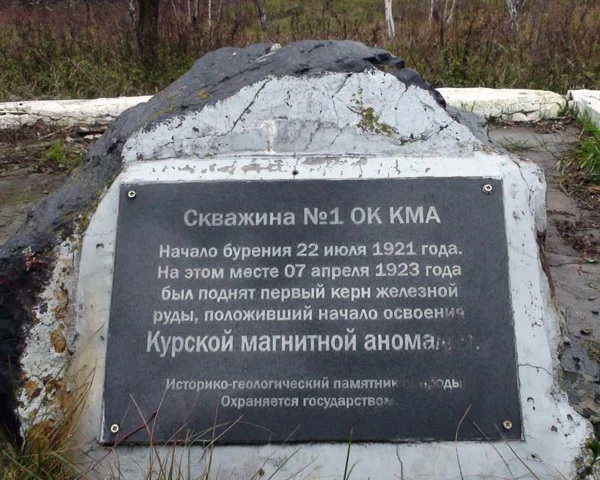 Скважина №1 ОК КМА
Начало бурения 22 июля 1921 года.
На этом месте 07 апреля 1923 года
был поднят первый керн железной
руды, положивший начало освоения
Курской магнитной аномалии.
Историко-геологический памятник природы
Охраняется государством.